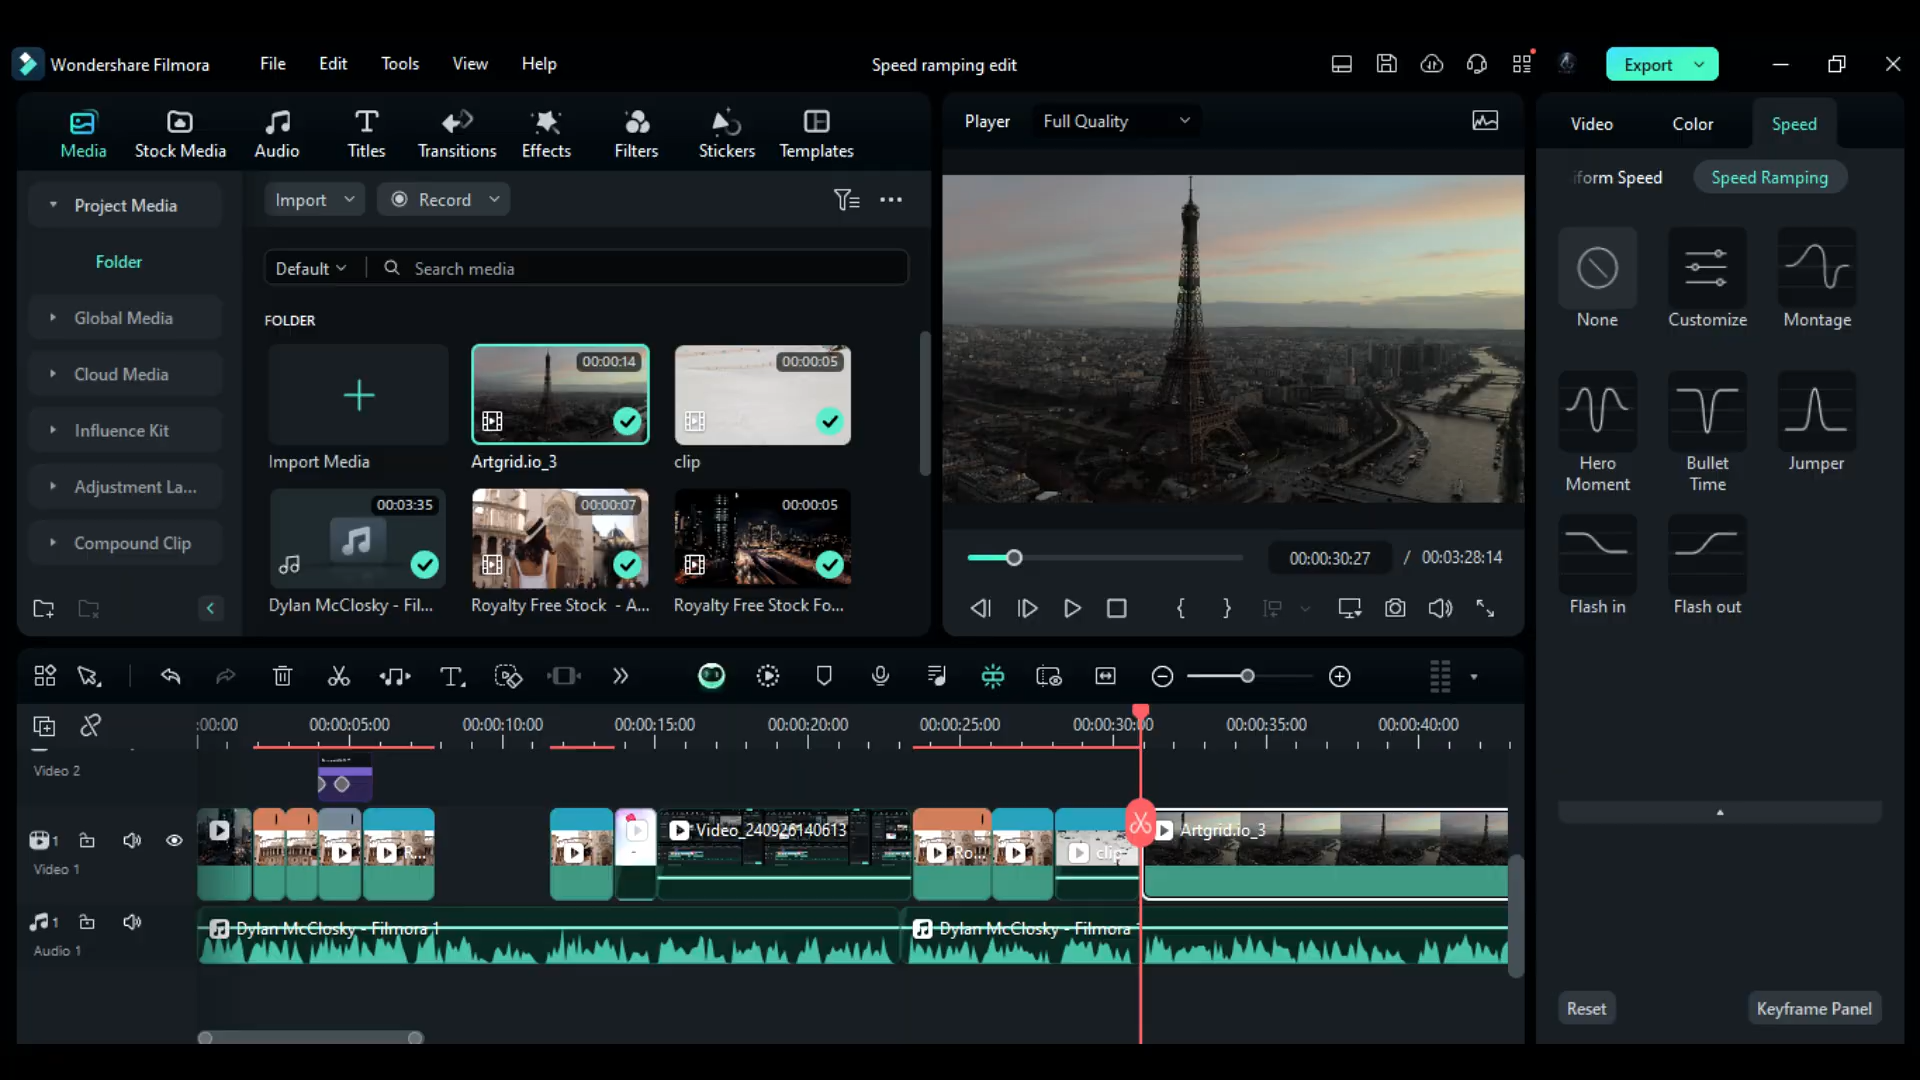 Wondershare Filmora
File
Edit
Tools
View
Help
Speed ramping edit
Export
Media
Stock Media
Audio
Titles
Transitions
Effects
Filters
Stickers
Templates
Player
Full Quality
Video
Color
Speed
iform Speed
Speed Ramping
Project Media
Folder
Global Media
Cloud Media
Influence Kit
Adjustment La...
Compound Clip
Import
Record
Default
Search media
FOLDER
Import Media
00:00:14
Artgrid.io_3
00:00:05
clip
00:03:35
Dylan McClosky - Fil...
00:00:07
Royalty Free Stock - A...
00:00:05
Royalty Free Stock Fo...
00:00:30:27
/
00:03:28:14
None
Customize
Montage
Hero
Moment
Bullet
Time
Jumper
Flash in
Flash out
:00:00
00:00:05:00
00:00:10:00
00:00:15:00
00:00:20:00
00:00:25:00
00:00:30:00
00:00:35:00
00:00:40:00
Video 2
1
Video 1
R...
Video_240926140613
Ro...
clip
Artgrid.io_3
1
Audio 1
Dylan McClosky - Filmora 1
Dylan McClosky - Filmora 1
Reset
Keyframe Panel